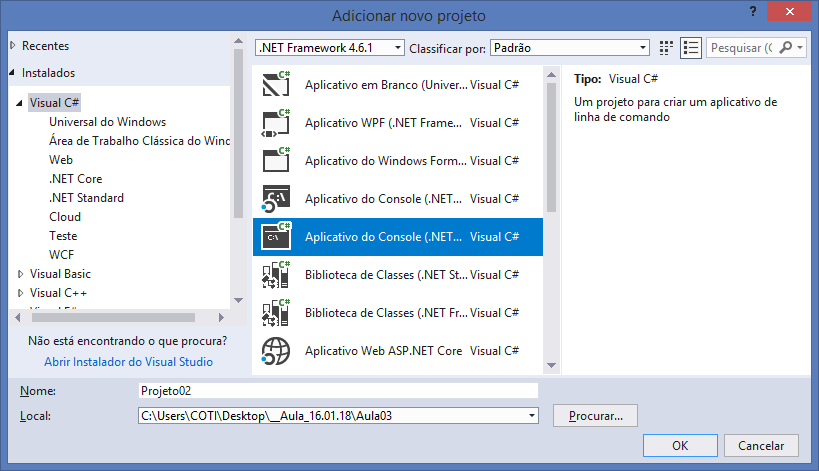 Adicionar novo projeto
?
Recentes
Instalados
Visual C#
Universal do Windows
Área de Trabalho Clássica do Wind
Web
.NET Core
.NET Standard
Cloud
Teste
WCF
Visual Basic
Visual C++
Não está encontrando o que procura?
Abrir Instalador do Visual Studio
.NET Framework 4.6.1
Classificar por: Padrão
Pesquisar (C
Aplicativo em Branco (Univer... Visual C#
Aplicativo WPF (.NET Frame... Visual C#
Aplicativo do Windows Form... Visual C#
Aplicativo do Console (.NET... Visual C#
Aplicativo do Console (.NET... Visual C#
Biblioteca de Classes (.NET St... Visual C#
Biblioteca de Classes (.NET Fr... Visual C#
Aplicativo Web ASP.NET Core Visual C#
Tipo: Visual C#
Um projeto para criar um aplicativo de
linha de comando
Nome: Projeto02
Local: C:\Users\COTI\Desktop\__Aula_16.01.18\Aula03
Procurar...
OK
Cancelar